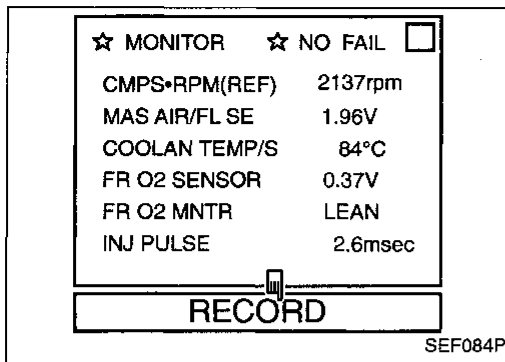 ☆ MONITOR ☆ NO FAIL
CMPS•RPM(REF) 2137rpm
MAS AIR/FL SE 1.96V
COOLAN TEMP/S 84°C
FR O2 SENSOR 0.37V
FR O2 MNTR LEAN
INJ PULSE 2.6msec
RECORD
SEF084P